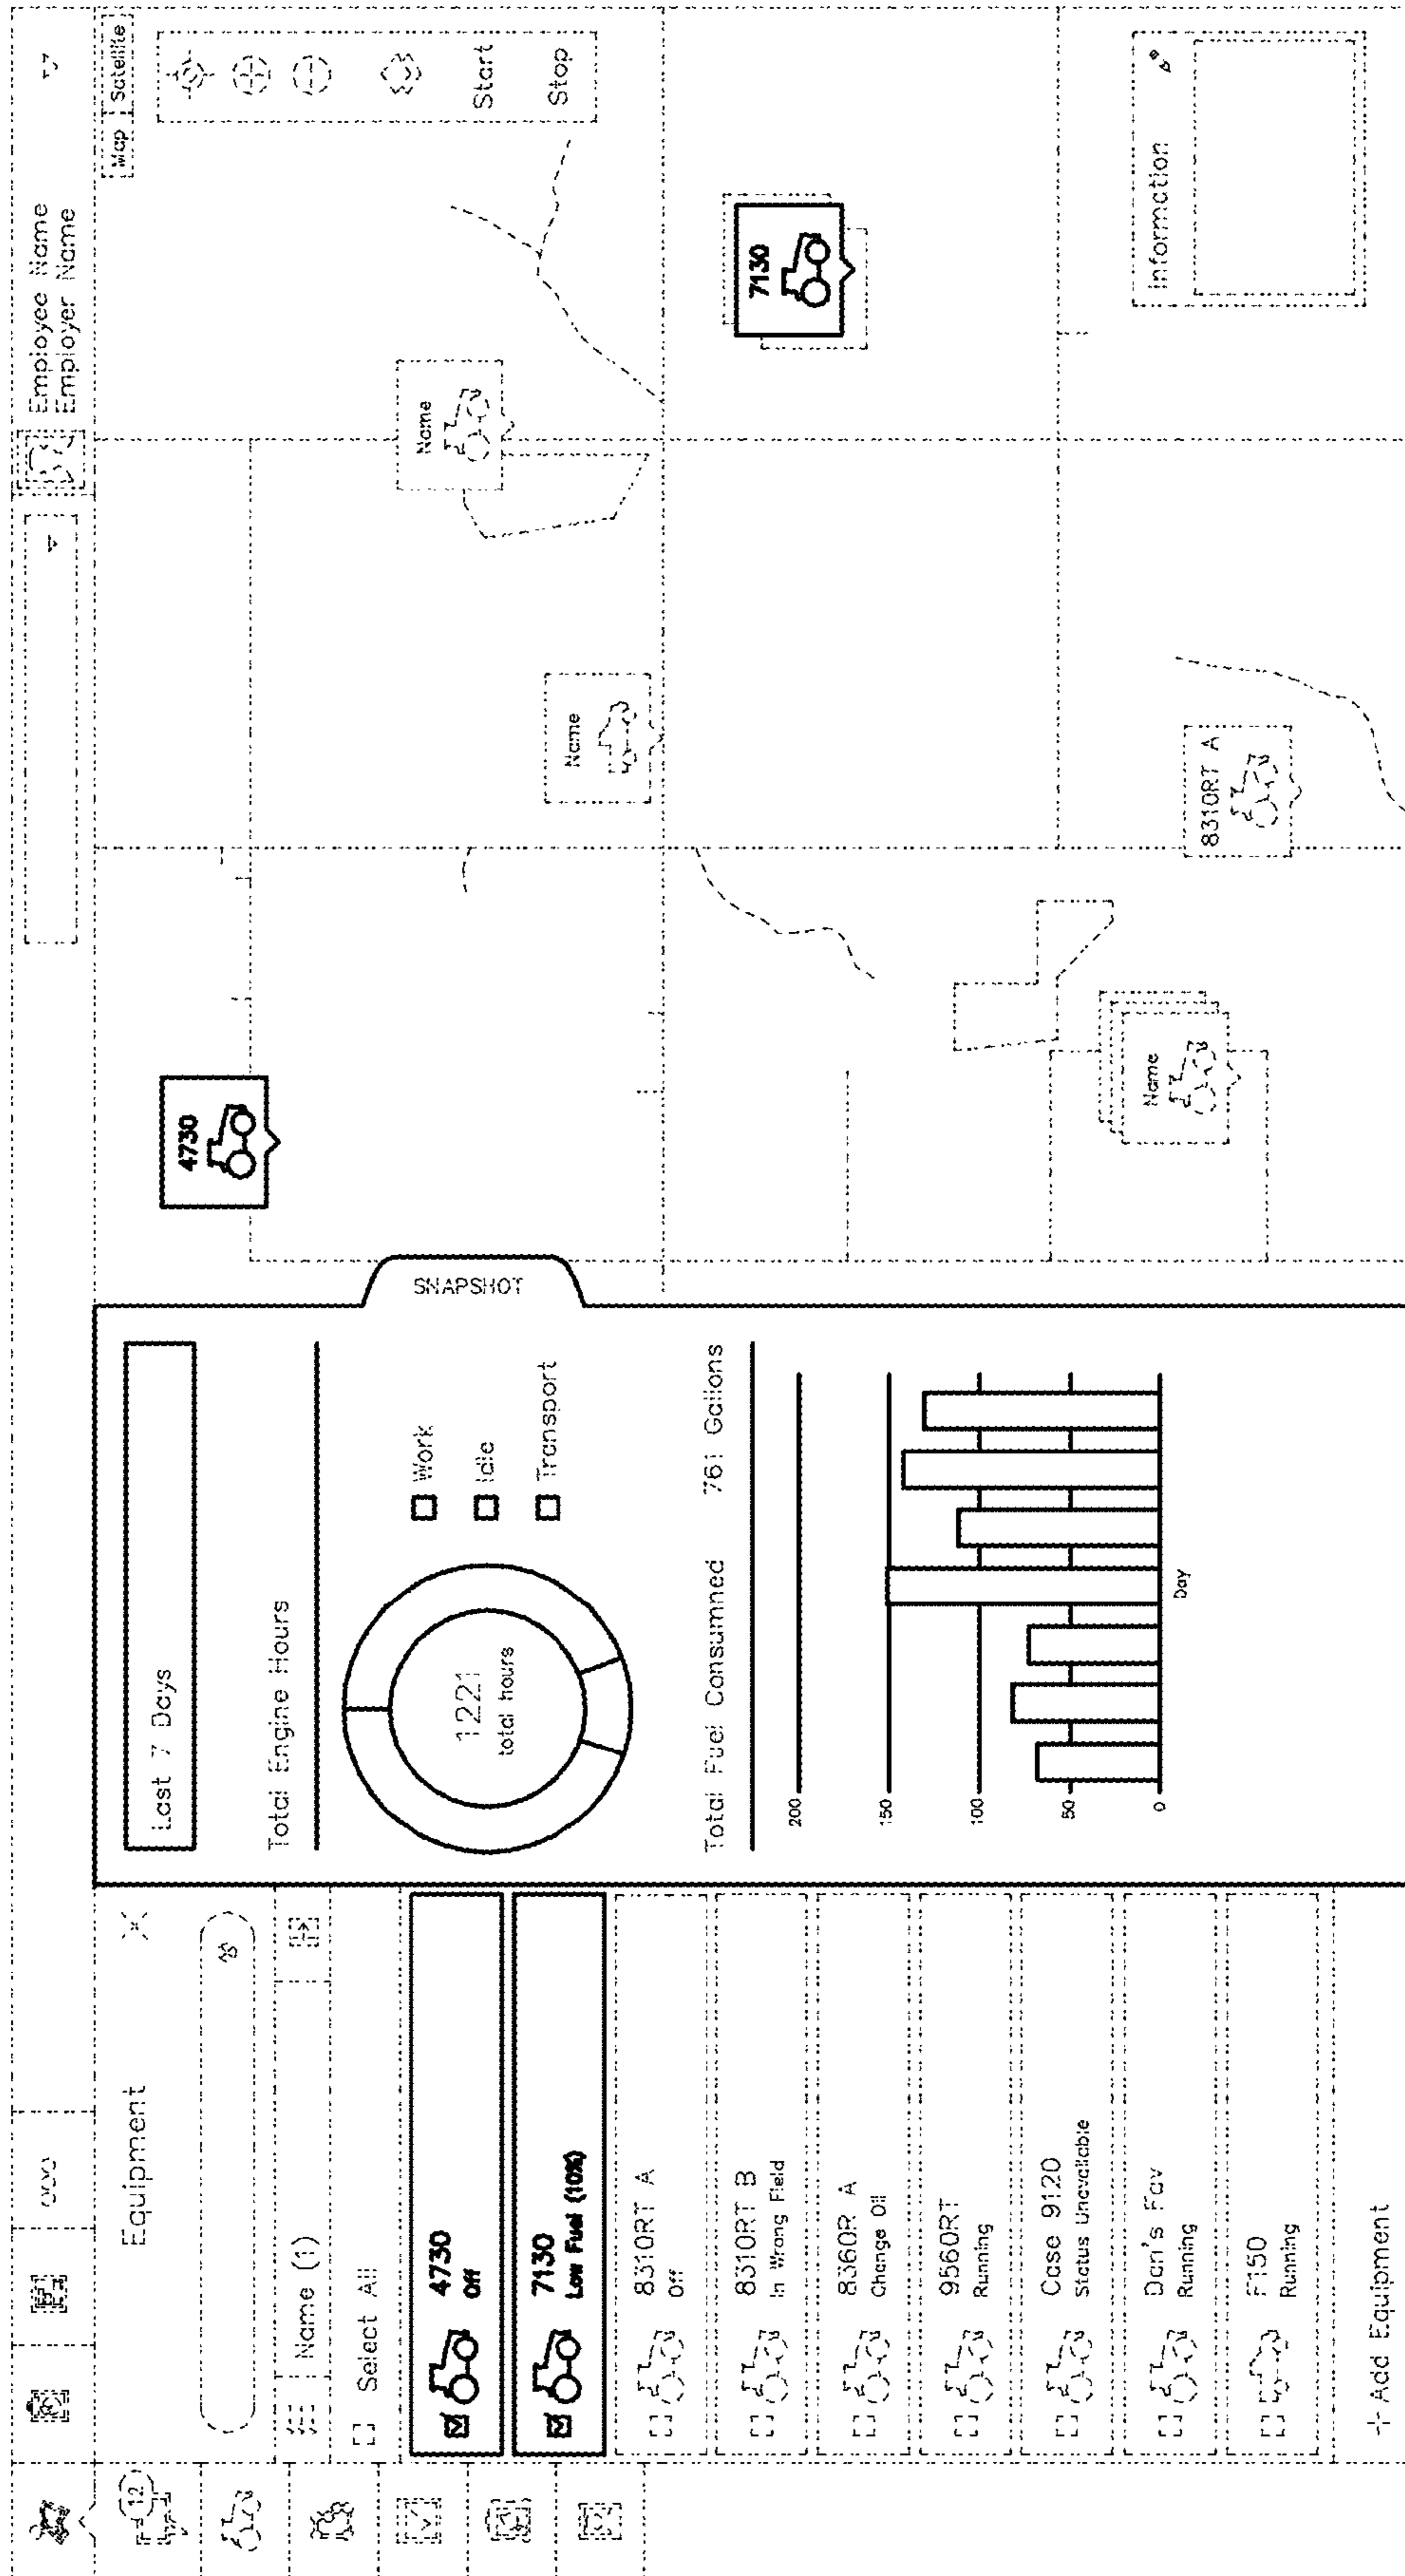 Employee Name
Employer Name
12
Equipment
Name (1)
Select All
4730
Off
7130
Low Fuel (10%)
8310RT A
Off
8310RT B
In Wrong Field
8360R A
Change Oil
9560RT
Running
Case 9120
Status Unavailable
Dan's Fav
Running
F150
Running
Add Equipment
Last 7 Days
Total Engine Hours
1221
total hours
Work
Idle
Transport
Total Fuel Consumned 761 Gallons
200
150
100
50
0
Day
SNAPSHOT
4730
Name
Name
7130
Name
8310RT A
Map Satellite
Start
Stop
Information